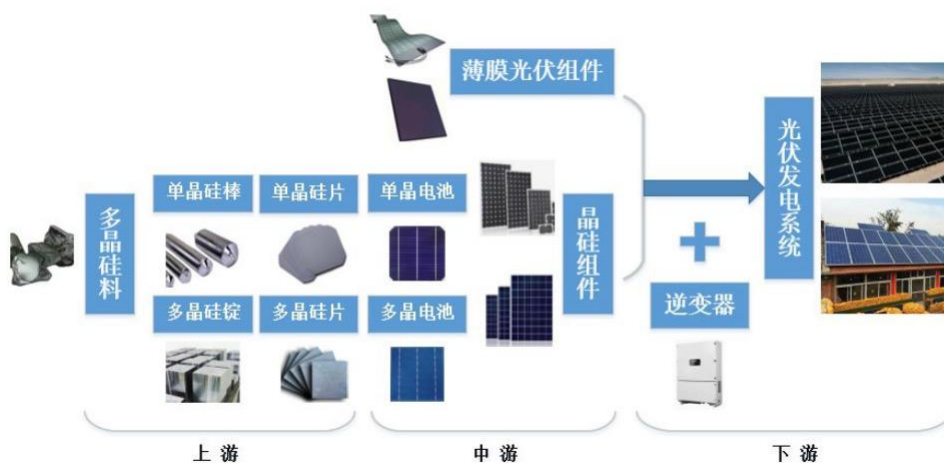 薄膜光伏组件
光伏发电系统
多晶硅料
单晶硅棒
单晶硅片
单晶电池
晶硅组件
多晶硅锭
多晶硅片
多晶电池
逆变器
上游
中游
下游